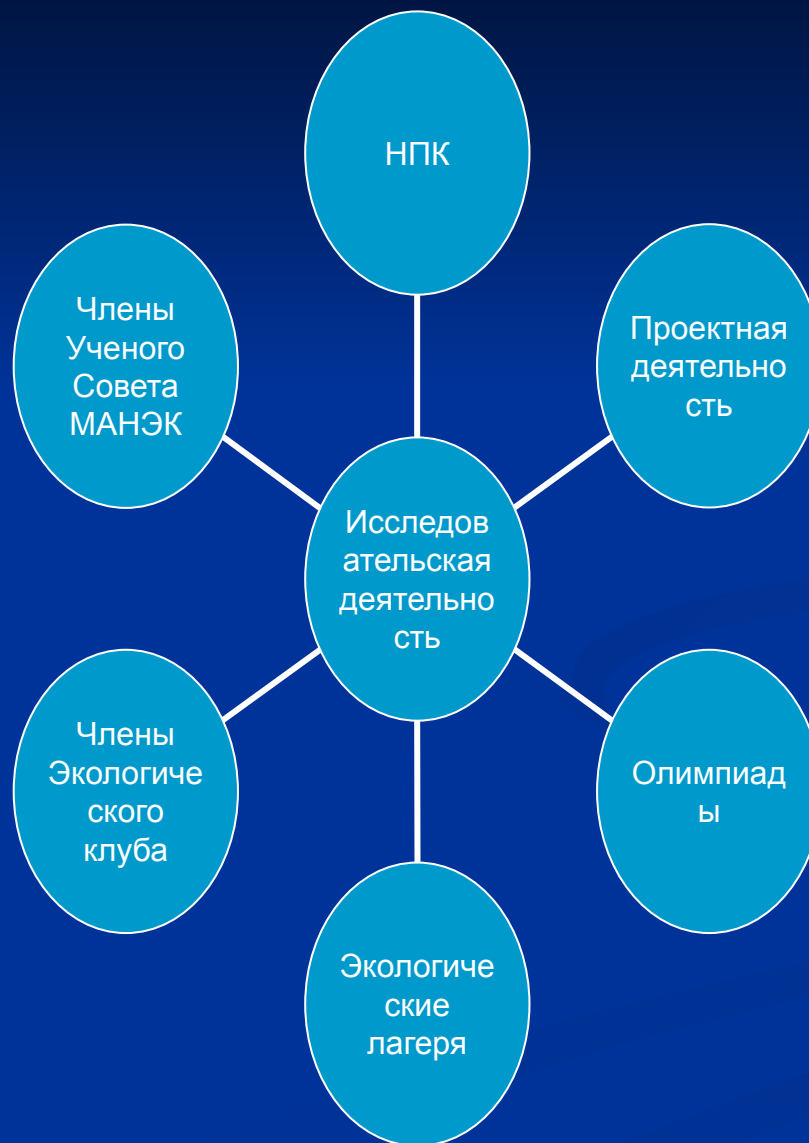 НПК
Члены
Ученого
Совета
МАНЭК
Проектная
деятельно
сть
Исследов
ательская
деятельно
сть
Члены
Экологиче
ского
клуба
Олимпиад
ы
Экологиче
ские
лагеря